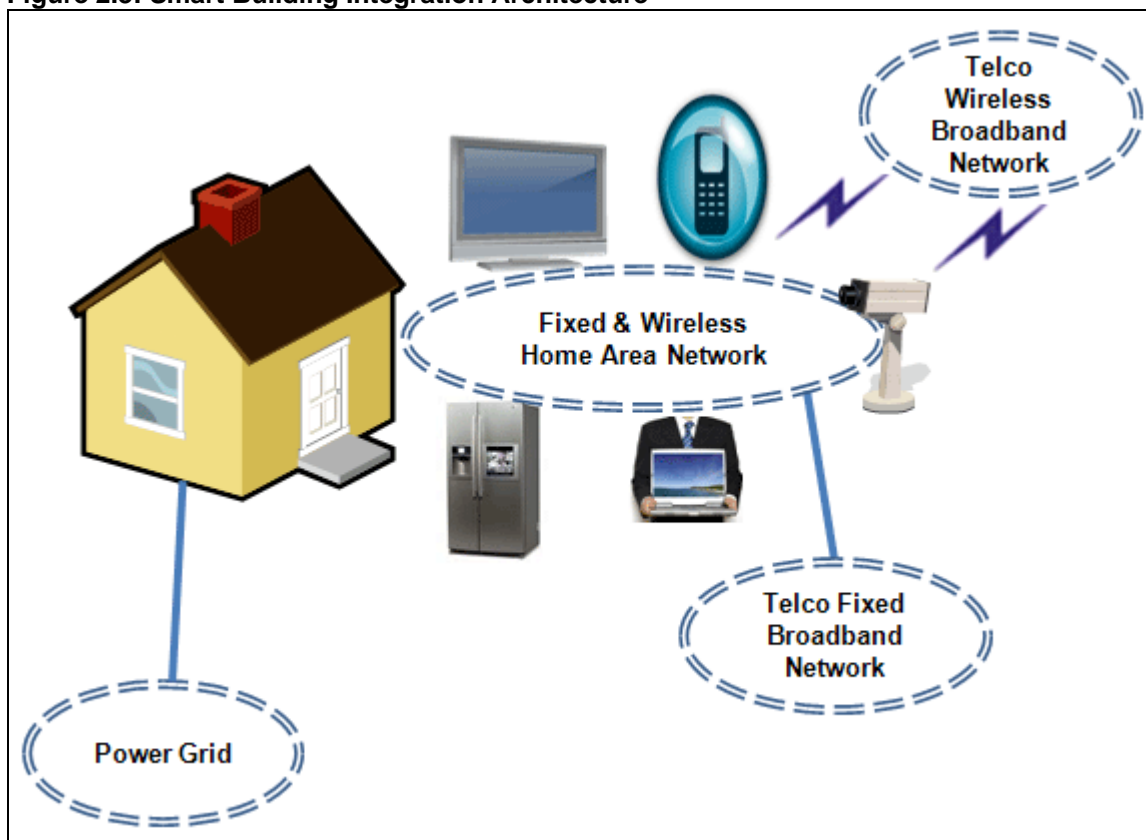 Figure 2.3: Smart Building Integration Architecture
Telco
Wireless
Broadband
Network
Fixed & Wireless
Home Area Network
Telco Fixed
Broadband
Network
Power Grid